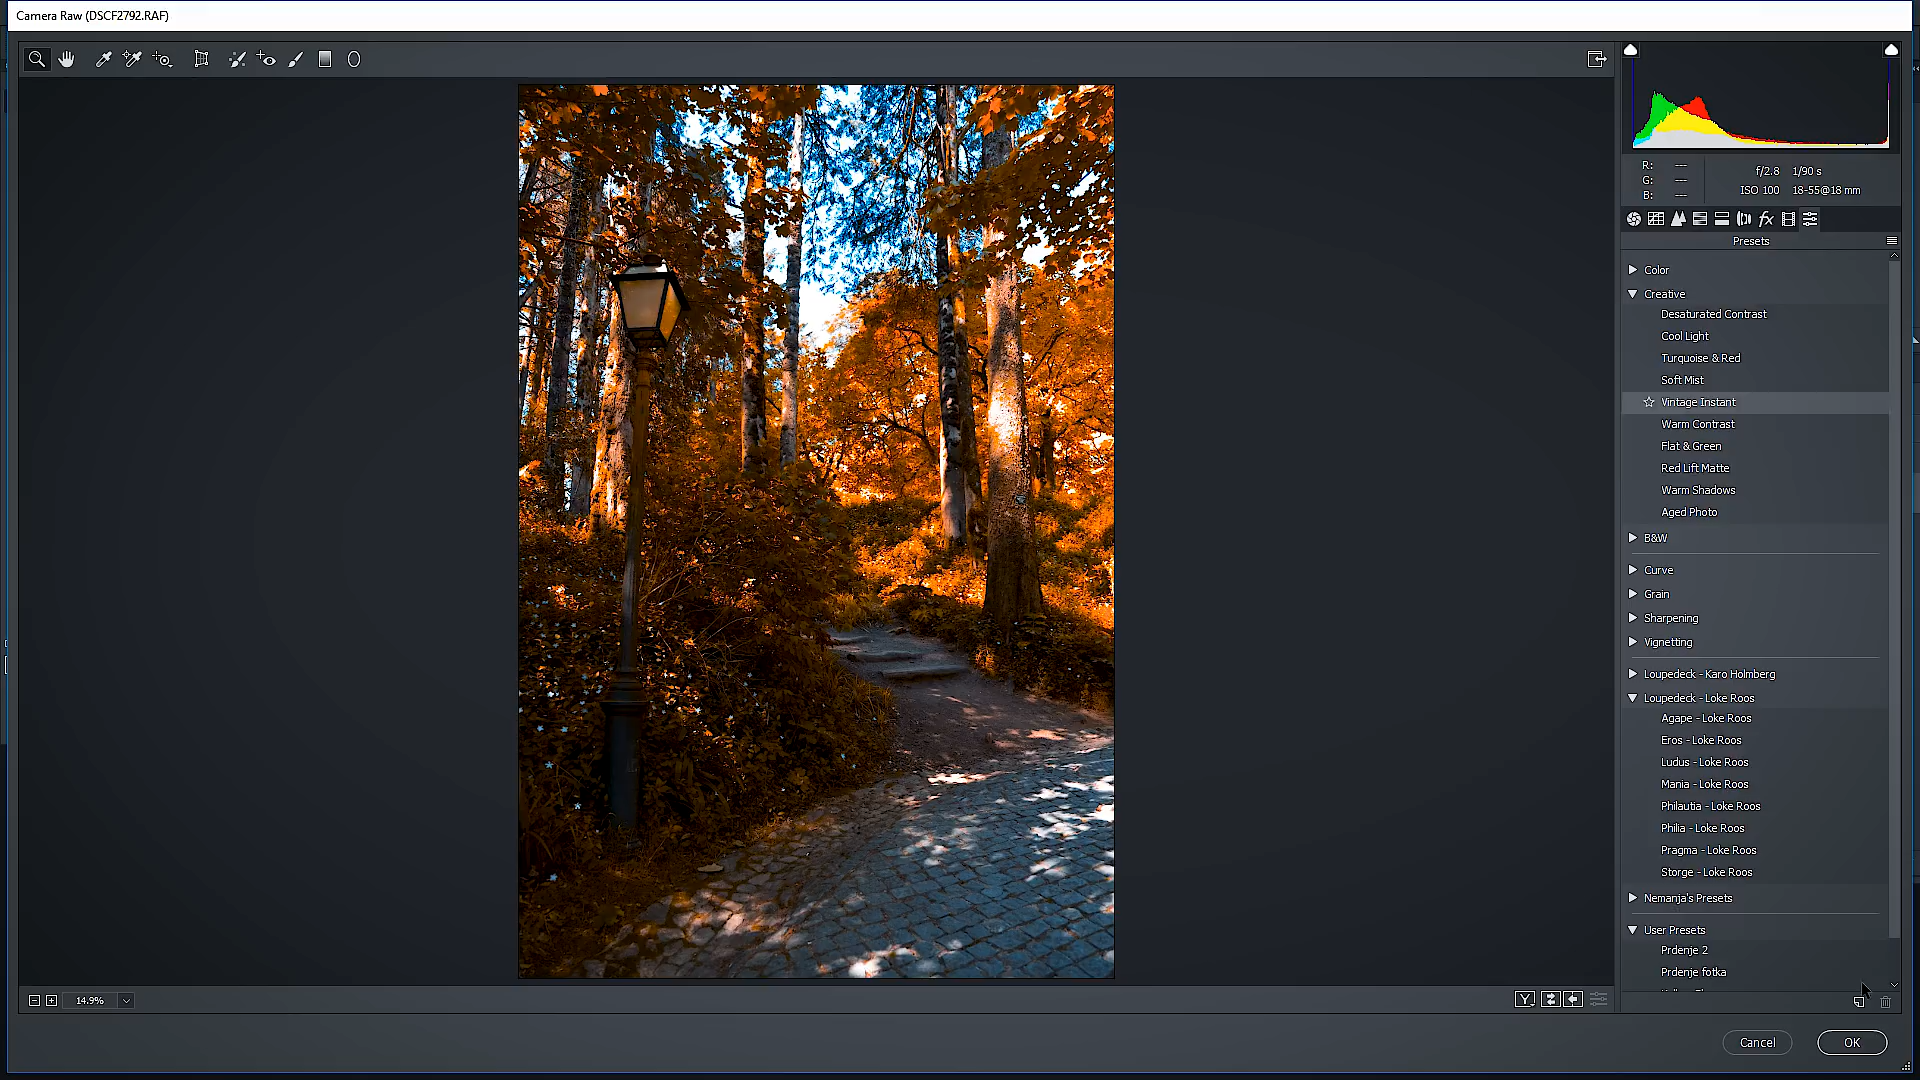 Camera Raw (DSCF2792.RAF)
R: ---
G: ---
B: ---
f/2.8 1/90 s
ISO 100 18-55@18 mm
fx
Presets
Color
Creative
Desaturated Contrast
Cool Light
Turquoise & Red
Soft Mist
Vintage Instant
Warm Contrast
Flat & Green
Red Lift Matte
Warm Shadows
Aged Photo
B&W
Curve
Grain
Sharpening
Vignetting
Loupedeck - Karo Holmberg
Loupedeck - Loke Roos
Agape - Loke Roos
Eros - Loke Roos
Ludus - Loke Roos
Mania - Loke Roos
Philautia - Loke Roos
Philia - Loke Roos
Pragma - Loke Roos
Storge - Loke Roos
Nemanja's Presets
User Presets
Prdenje 2
Prdenje fotka
14.9%
Y
Cancel OK